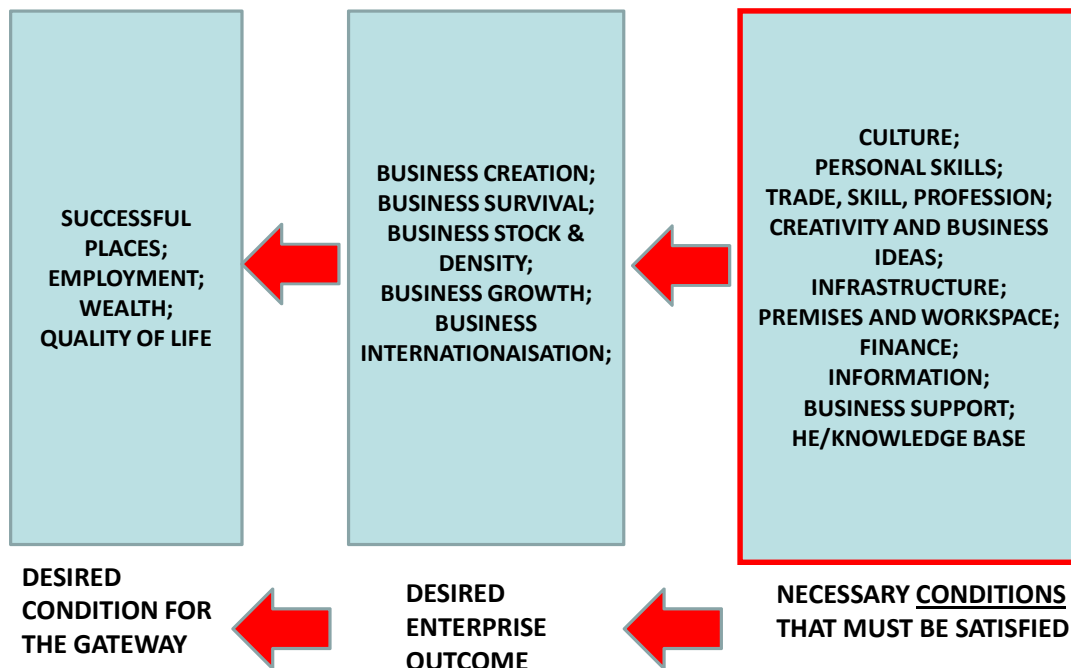 SUCCESSFUL
PLACES;
EMPLOYMENT;
WEALTH;
QUALITY OF LIFE
BUSINESS CREATION;
BUSINESS SURVIVAL;
BUSINESS STOCK &
DENSITY;
BUSINESS GROWTH;
BUSINESS
INTERNATIONAISATION;
CULTURE;
PERSONAL SKILLS;
TRADE, SKILL, PROFESSION;
CREATIVITY AND BUSINESS
IDEAS;
INFRASTRUCTURE;
PREMISES AND WORKSPACE;
FINANCE;
INFORMATION;
BUSINESS SUPPORT;
HE/KNOWLEDGE BASE
DESIRED
CONDITION FOR
THE GATEWAY
DESIRED
ENTERPRISE
OUTCOME
NECESSARY CONDITIONS
THAT MUST BE SATISFIED